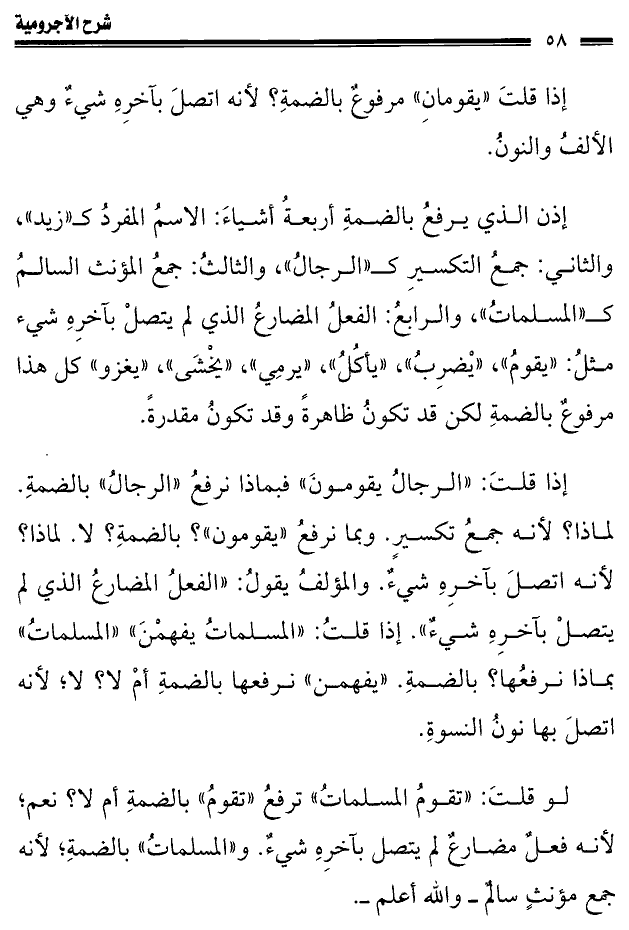 شرح الآجرومية
٥٨
إذا قلتَ «يقومانِ» مرفوعٌ بالضمةِ؟ لأنه اتصلَ بآخرِهِ شيءٌ وهي
الألفُ والنونُ.
إذن الذي يرفعُ بالضمةِ أربعةُ أشياءَ: الاسمُ المفردُ كـ«زيد»،
والثاني: جمعُ التكسيرِ كـ«الرجالُ»، والثالثُ: جمعُ المؤنث السالمُ
كـ«المسلماتُ»، والرابعُ: الفعلُ المضارعُ الذي لم يتصلْ بآخرِهِ شيء
مثلُ: «يقومُ»، «يْضرِبُ»، «يأكُلُ»، «يرمِي»، «يخْشَى»، «يغزو» كل هذا
مرفوعٌ بالضمةِ لكن قد تكونُ ظاهرةً وقد تكونُ مقدرةً.
إذا قلتَ: «الرجالُ يقومونَ» فبماذا نرفعُ «الرجالُ» بالضمةِ.
لماذا؟ لأنه جمعُ تكسيرٍ. وبما نرفعُ «يقومون»؟ بالضمةِ؟ لا. لماذا؟
لأنه اتصلَ بآخرِهِ شيءٌ. والمؤلفُ يقولُ: «الفعلُ المضارعُ الذي لم
يتصلْ بآخرِهِ شيءٌ». إذا قلتُ: «المسلماتُ يفهمْنَ» «المسلماتُ»
بماذا نرفعُها؟ بالضمةِ. «يفهمن» نرفعها بالضمةِ أمْ لا؟ لا؛ لأنه
اتصلَ بها نونُ النسوةِ.
لو قلتَ: «تقومُ المسلماتُ» ترفعُ «تقومُ» بالضمةِ أم لا؟ نعم؛
لأنه فعلٌ مضارعٌ لم يتصل بآخرِهِ شيءٌ. و«المسلماتُ» بالضمةِ؛ لأنه
جمع مؤنثٍ سالمٌ ـ والله أعلم ـ.